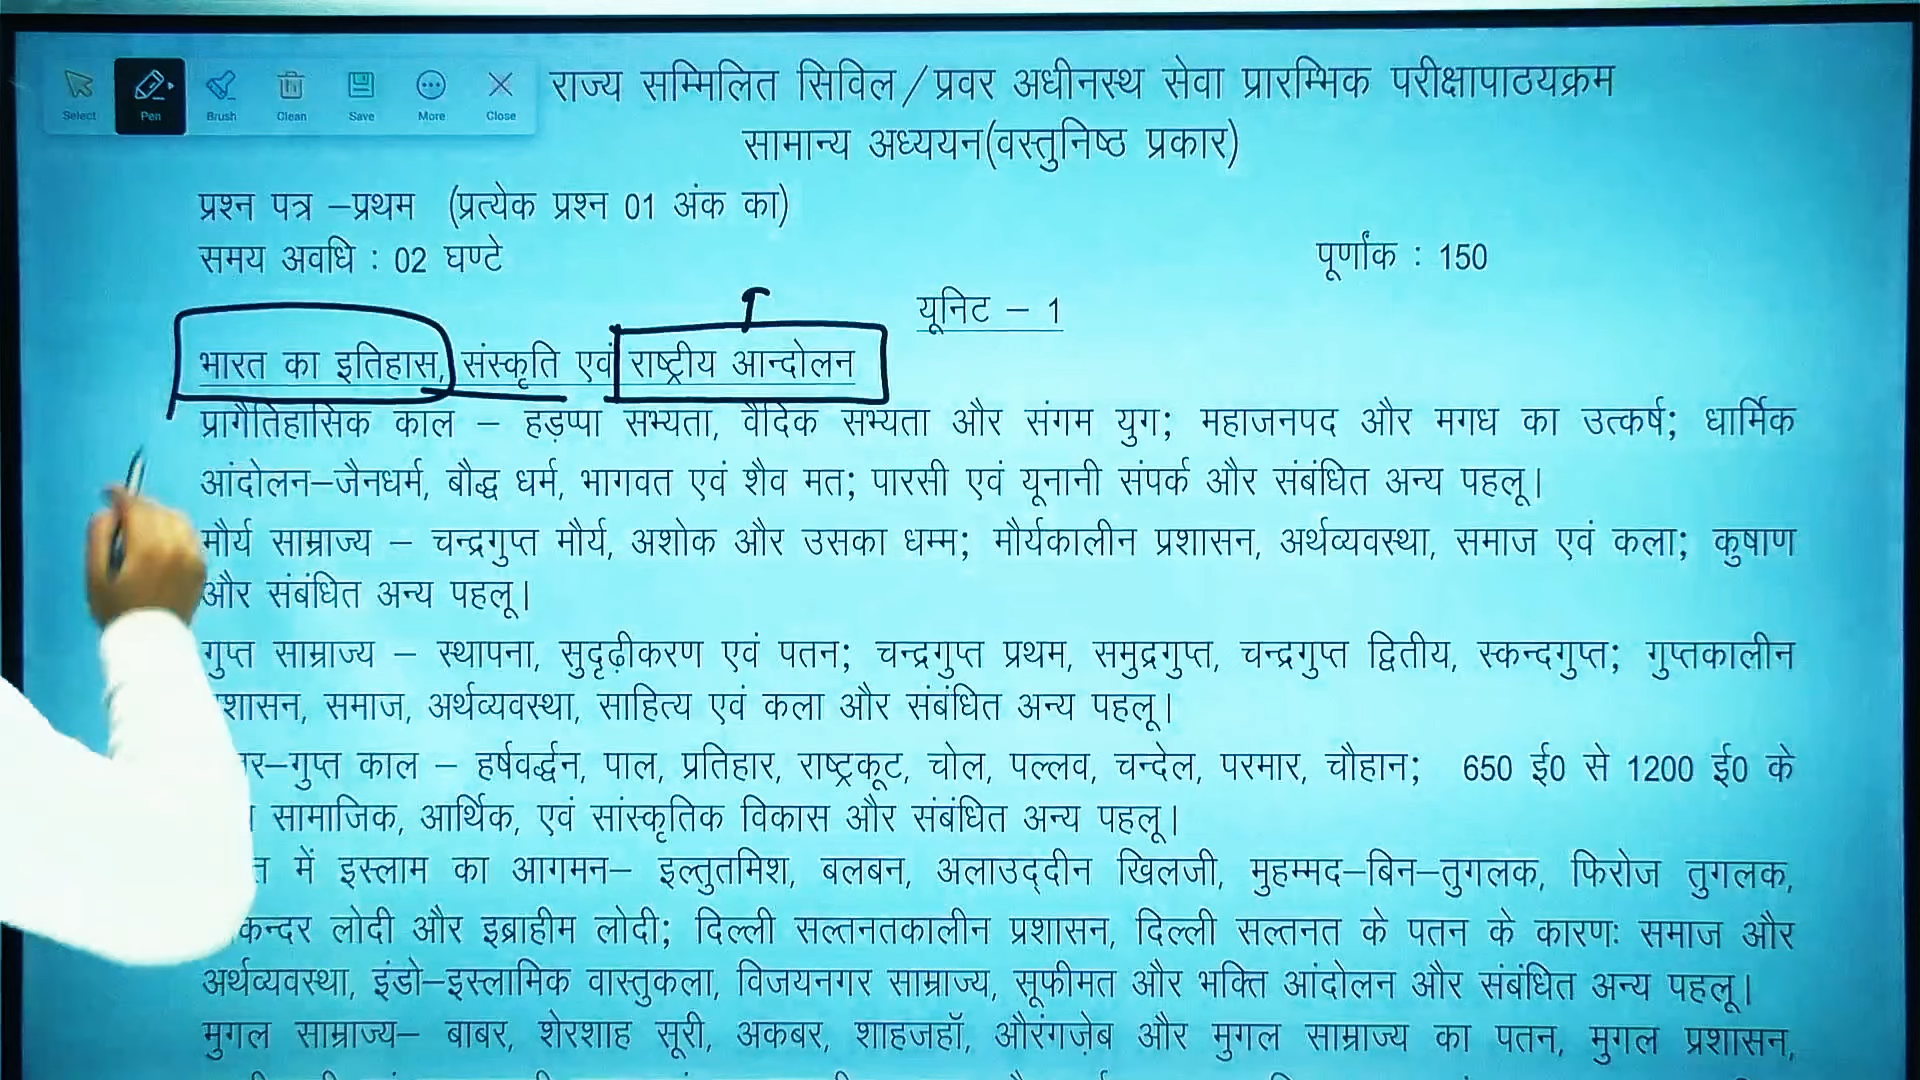 Select Pen Brush Clean Save More Close
राज्य सम्मिलित सिविल/प्रवर अधीनस्थ सेवा प्रारम्भिक परीक्षापाठयक्रम
सामान्य अध्ययन(वस्तुनिष्ठ प्रकार)
प्रश्न पत्र –प्रथम (प्रत्येक प्रश्न 01 अंक का)
समय अवधि : 02 घण्टे पूर्णांक : 150
यूनिट – 1
भारत का इतिहास, संस्कृति एवं राष्ट्रीय आन्दोलन
प्रागैतिहासिक काल – हड़प्पा सभ्यता, वैदिक सभ्यता और संगम युग; महाजनपद और मगध का उत्कर्ष; धार्मिक
आंदोलन–जैनधर्म, बौद्ध धर्म, भागवत एवं शैव मत; पारसी एवं यूनानी संपर्क और संबंधित अन्य पहलू।
मौर्य साम्राज्य – चन्द्रगुप्त मौर्य, अशोक और उसका धम्म; मौर्यकालीन प्रशासन, अर्थव्यवस्था, समाज एवं कला; कुषाण
और संबंधित अन्य पहलू।
गुप्त साम्राज्य – स्थापना, सुदृढ़ीकरण एवं पतन; चन्द्रगुप्त प्रथम, समुद्रगुप्त, चन्द्रगुप्त द्वितीय, स्कन्दगुप्त; गुप्तकालीन
शासन, समाज, अर्थव्यवस्था, साहित्य एवं कला और संबंधित अन्य पहलू।
र–गुप्त काल – हर्षवर्द्धन, पाल, प्रतिहार, राष्ट्रकूट, चोल, पल्लव, चन्देल, परमार, चौहान; 650 ई0 से 1200 ई0 के
सामाजिक, आर्थिक, एवं सांस्कृतिक विकास और संबंधित अन्य पहलू।
त में इस्लाम का आगमन– इल्तुतमिश, बलबन, अलाउद्दीन खिलजी, मुहम्मद–बिन–तुगलक, फिरोज तुगलक,
कन्दर लोदी और इब्राहीम लोदी; दिल्ली सल्तनतकालीन प्रशासन, दिल्ली सल्तनत के पतन के कारणः समाज और
अर्थव्यवस्था, इंडो–इस्लामिक वास्तुकला, विजयनगर साम्राज्य, सूफीमत और भक्ति आंदोलन और संबंधित अन्य पहलू।
मुगल साम्राज्य– बाबर, शेरशाह सूरी, अकबर, शाहजहॉ, औरंगज़ेब और मुगल साम्राज्य का पतन, मुगल प्रशासन,